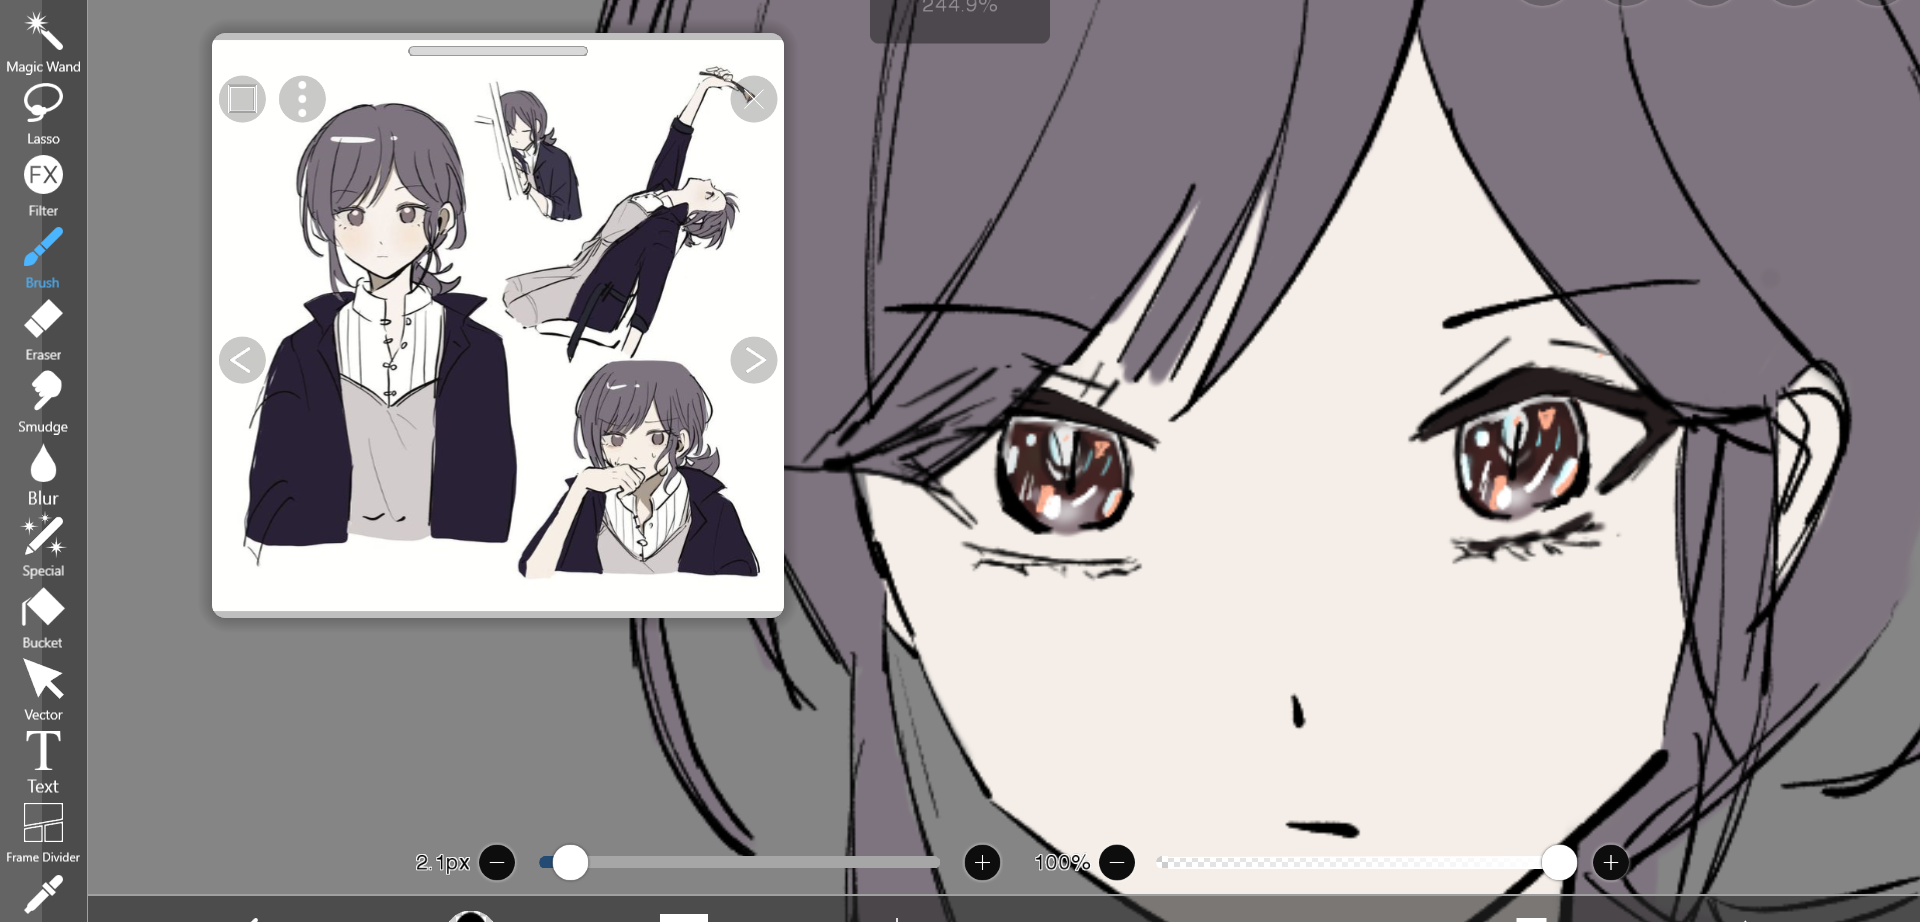 244.9%
Magic Wand
Lasso
FX
Filter
Brush
Eraser
Smudge
Blur
Special
Bucket
Vector
T
Text
Frame Divider
2.1px
100%